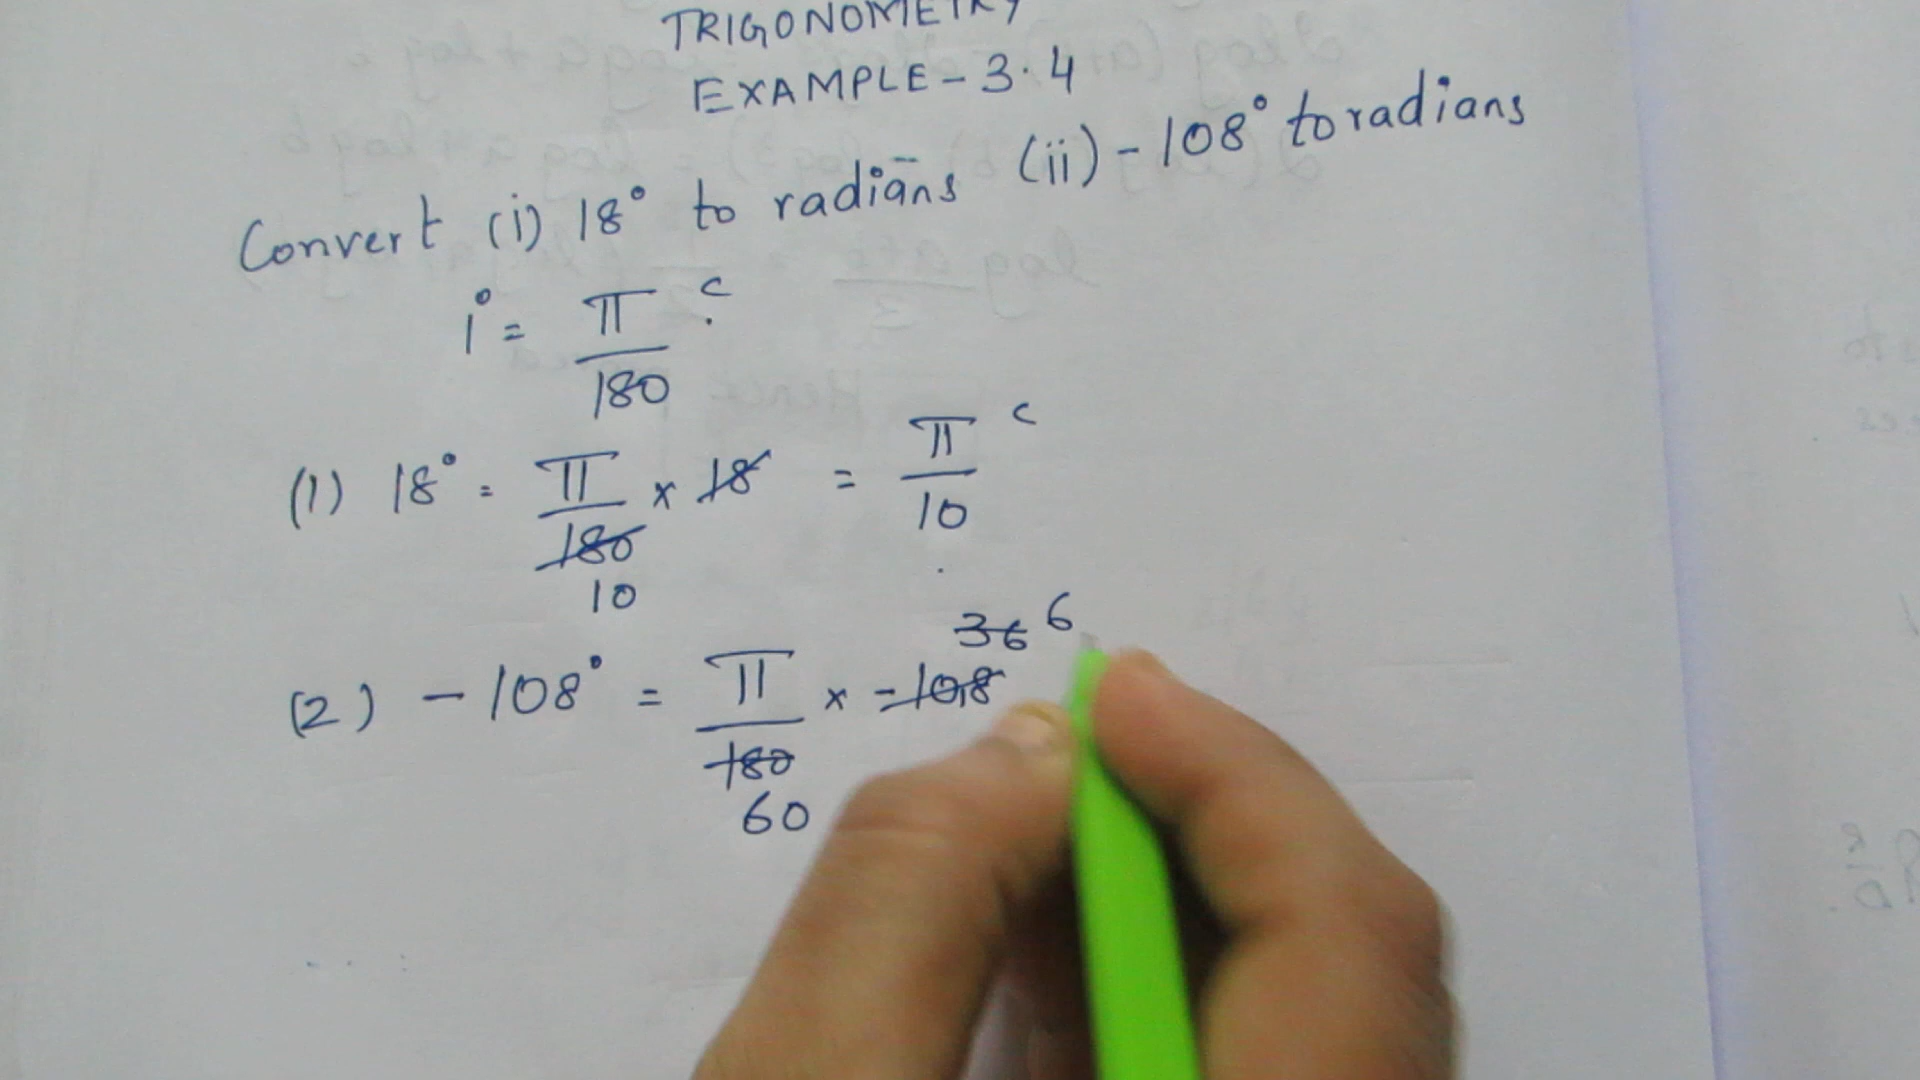 TRIGONOMETRY
EXAMPLE - 3.4
Convert (i) 18° to radians (ii) - 108° to radians
1° = π/180 ᶜ
(1) 18° = π/180 × 18 = π/10 ᶜ
10
36 6
(2) - 108° = π/180 × -108
60